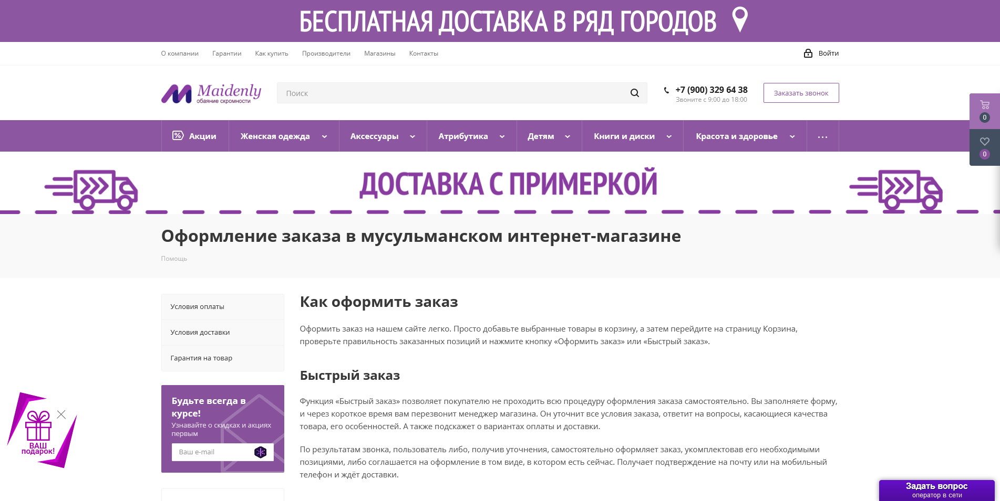 БЕСПЛАТНАЯ ДОСТАВКА В РЯД ГОРОДОВ
О компании Гарантии Как купить Производители Магазины Контакты Войти
Maidenly
обаяние скромности
Поиск
+7 (900) 329 64 38
Звоните с 9:00 до 18:00
Заказать звонок
0
Акции Женская одежда Аксессуары Атрибутика Детям Книги и диски Красота и здоровье ...
0
ДОСТАВКА С ПРИМЕРКОЙ
Оформление заказа в мусульманском интернет-магазине
Помощь
Условия оплаты
Условия доставки
Гарантия на товар
Будьте всегда в
курсе!
Узнавайте о скидках и акциях
первым
Ваш e-mail
ВАШ
подарок!
Как оформить заказ
Оформить заказ на нашем сайте легко. Просто добавьте выбранные товары в корзину, а затем перейдите на страницу Корзина,
проверьте правильность заказанных позиций и нажмите кнопку «Оформить заказ» или «Быстрый заказ».
Быстрый заказ
Функция «Быстрый заказ» позволяет покупателю не проходить всю процедуру оформления заказа самостоятельно. Вы заполняете форму,
и через короткое время вам перезвонит менеджер магазина. Он уточнит все условия заказа, ответит на вопросы, касающиеся качества
товара, его особенностей. А также подскажет о вариантах оплаты и доставки.
По результатам звонка, пользователь либо, получив уточнения, самостоятельно оформляет заказ, укомплектовав его необходимыми
позициями, либо соглашается на оформление в том виде, в котором есть сейчас. Получает подтверждение на почту или на мобильный
телефон и ждёт доставки.
Задать вопрос
оператор в сети